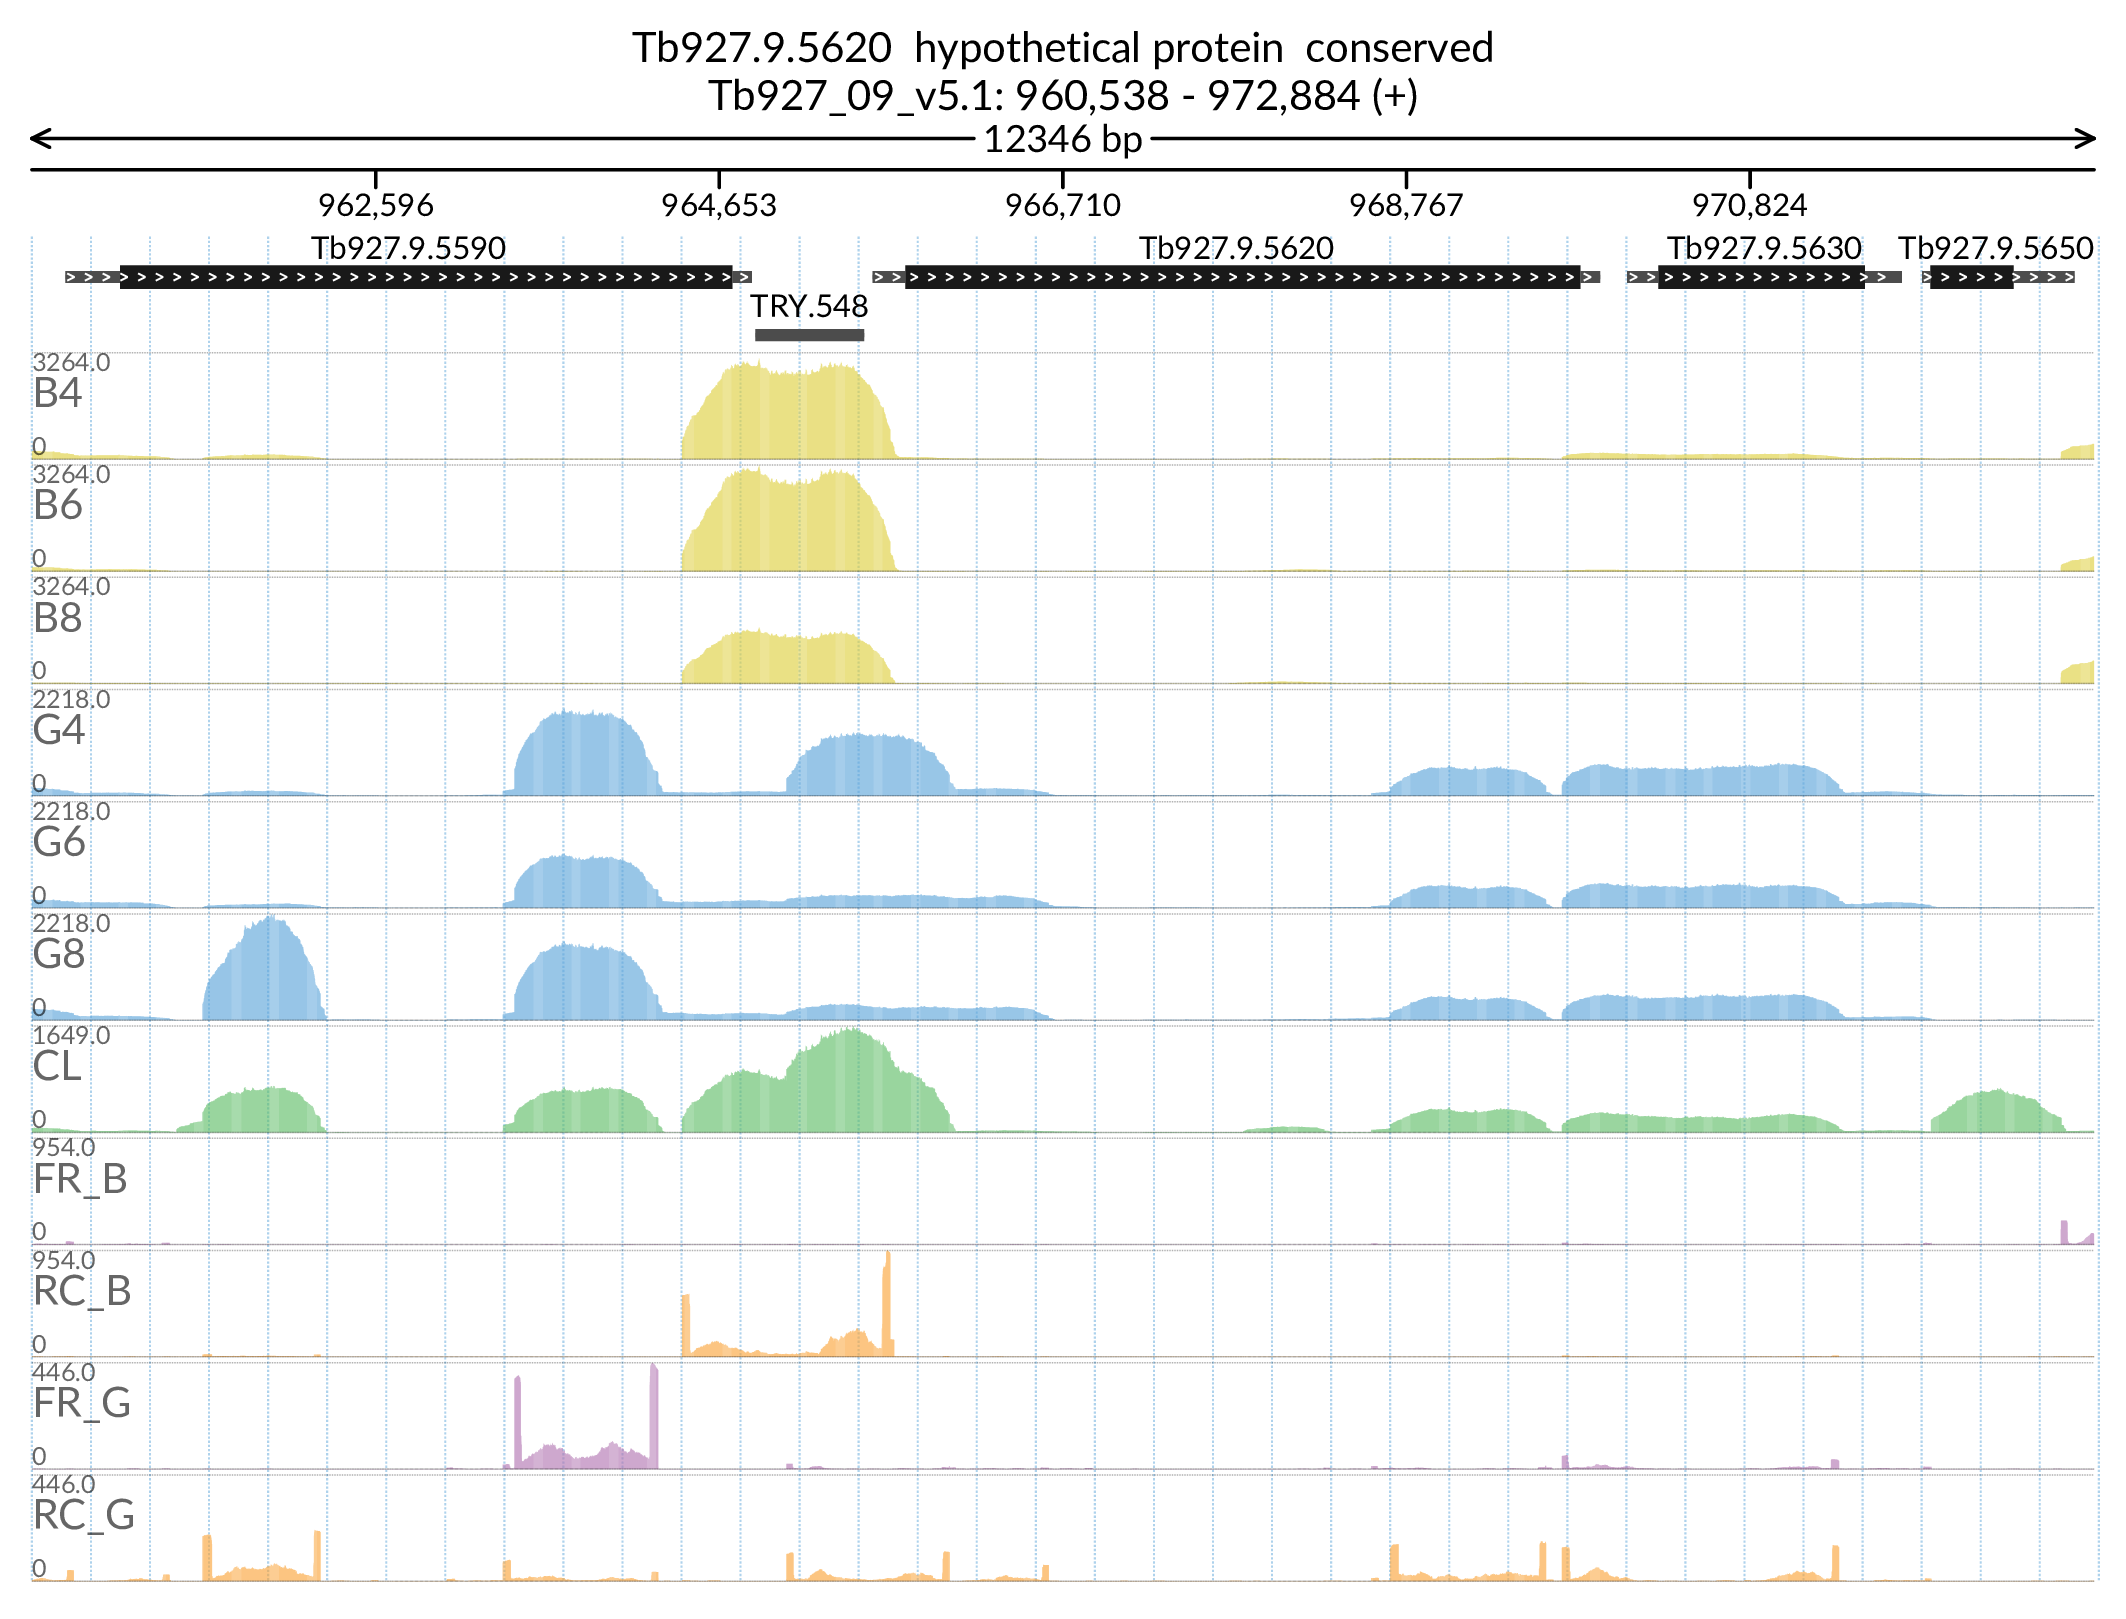 Tb927.9.5620  hypothetical protein  conserved
Tb927_09_v5.1: 960,538 - 972,884 (+)
12346 bp
962,596 964,653 966,710 968,767 970,824
Tb927.9.5590 Tb927.9.5620 Tb927.9.5630 Tb927.9.5650
TRY.548
3264.0
B4
0
3264.0
B6
0
3264.0
B8
0
2218.0
G4
0
2218.0
G6
0
2218.0
G8
0
1649.0
CL
0
954.0
FR_B
0
954.0
RC_B
0
446.0
FR_G
0
446.0
RC_G
0